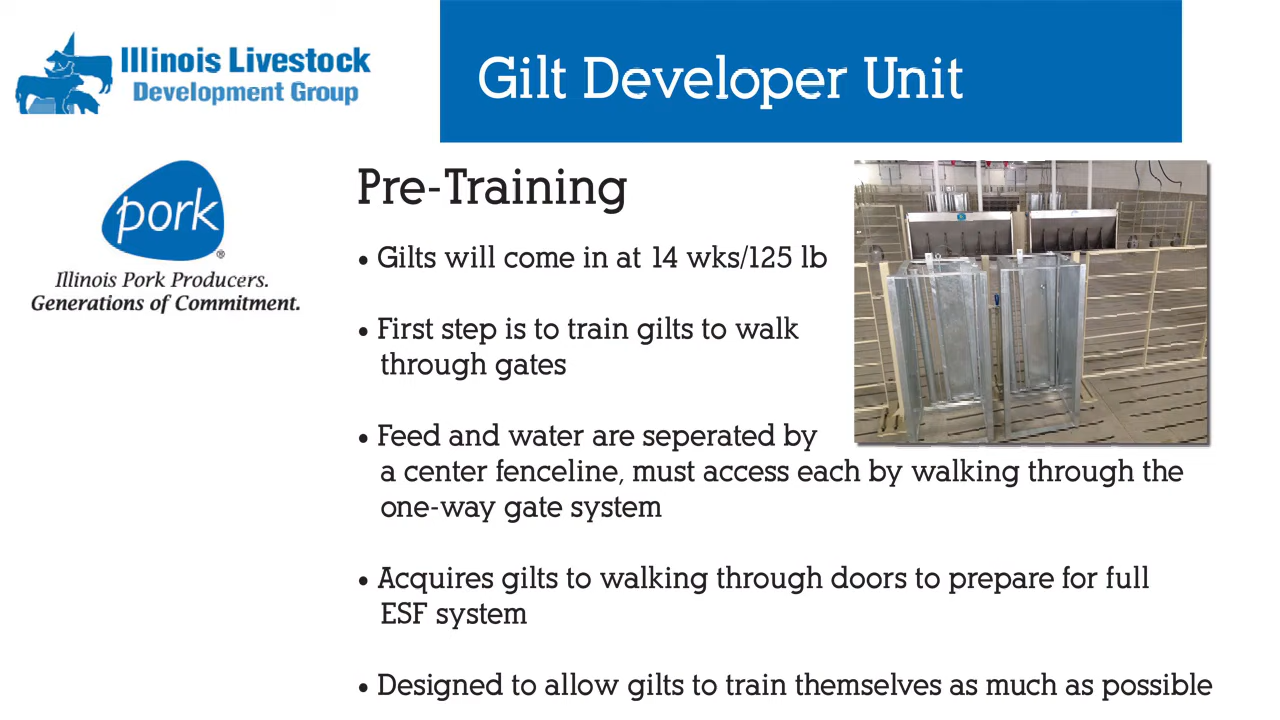 Illinois Livestock
Development Group
Gilt Developer Unit
pork®
Illinois Pork Producers.
Generations of Commitment.
Pre-Training
• Gilts will come in at 14 wks/125 lb
• First step is to train gilts to walk
through gates
• Feed and water are seperated by
a center fenceline, must access each by walking through the
one-way gate system
• Acquires gilts to walking through doors to prepare for full
ESF system
• Designed to allow gilts to train themselves as much as possible